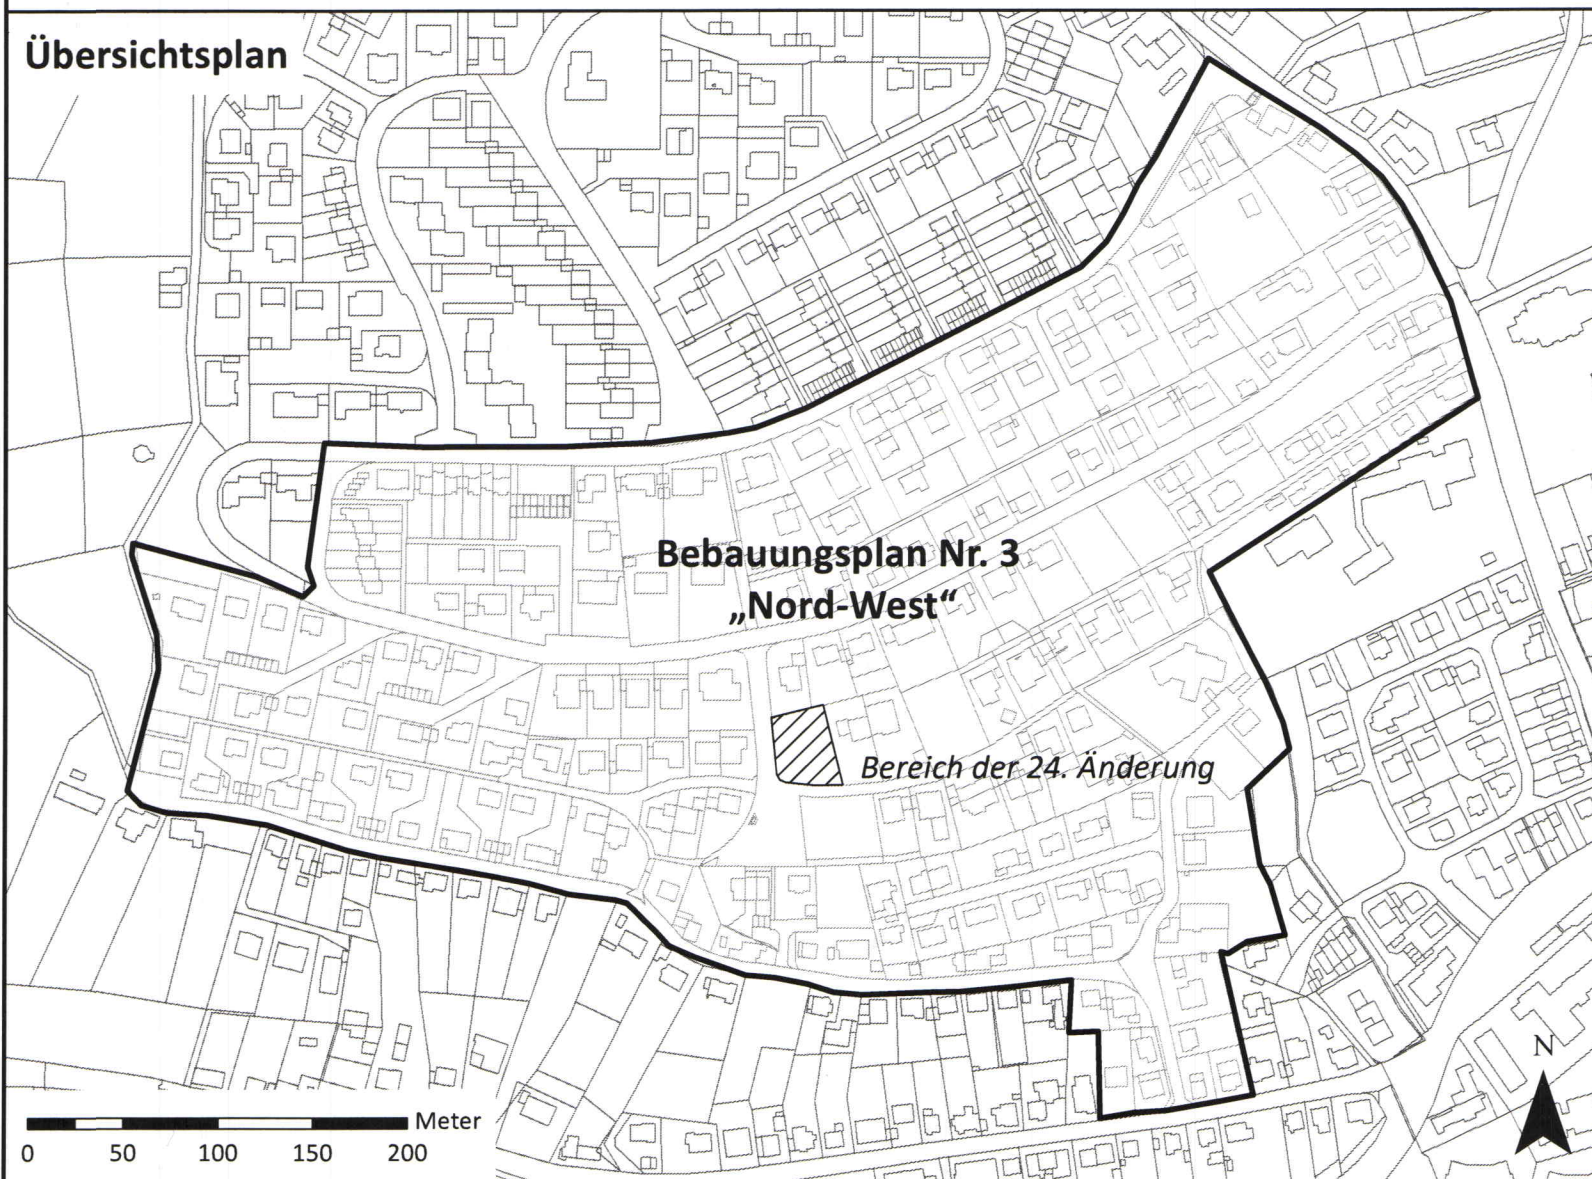 Übersichtsplan
Bebauungsplan Nr. 3
„Nord-West“
Bereich der 24. Änderung
N
Meter
0 50 100 150 200